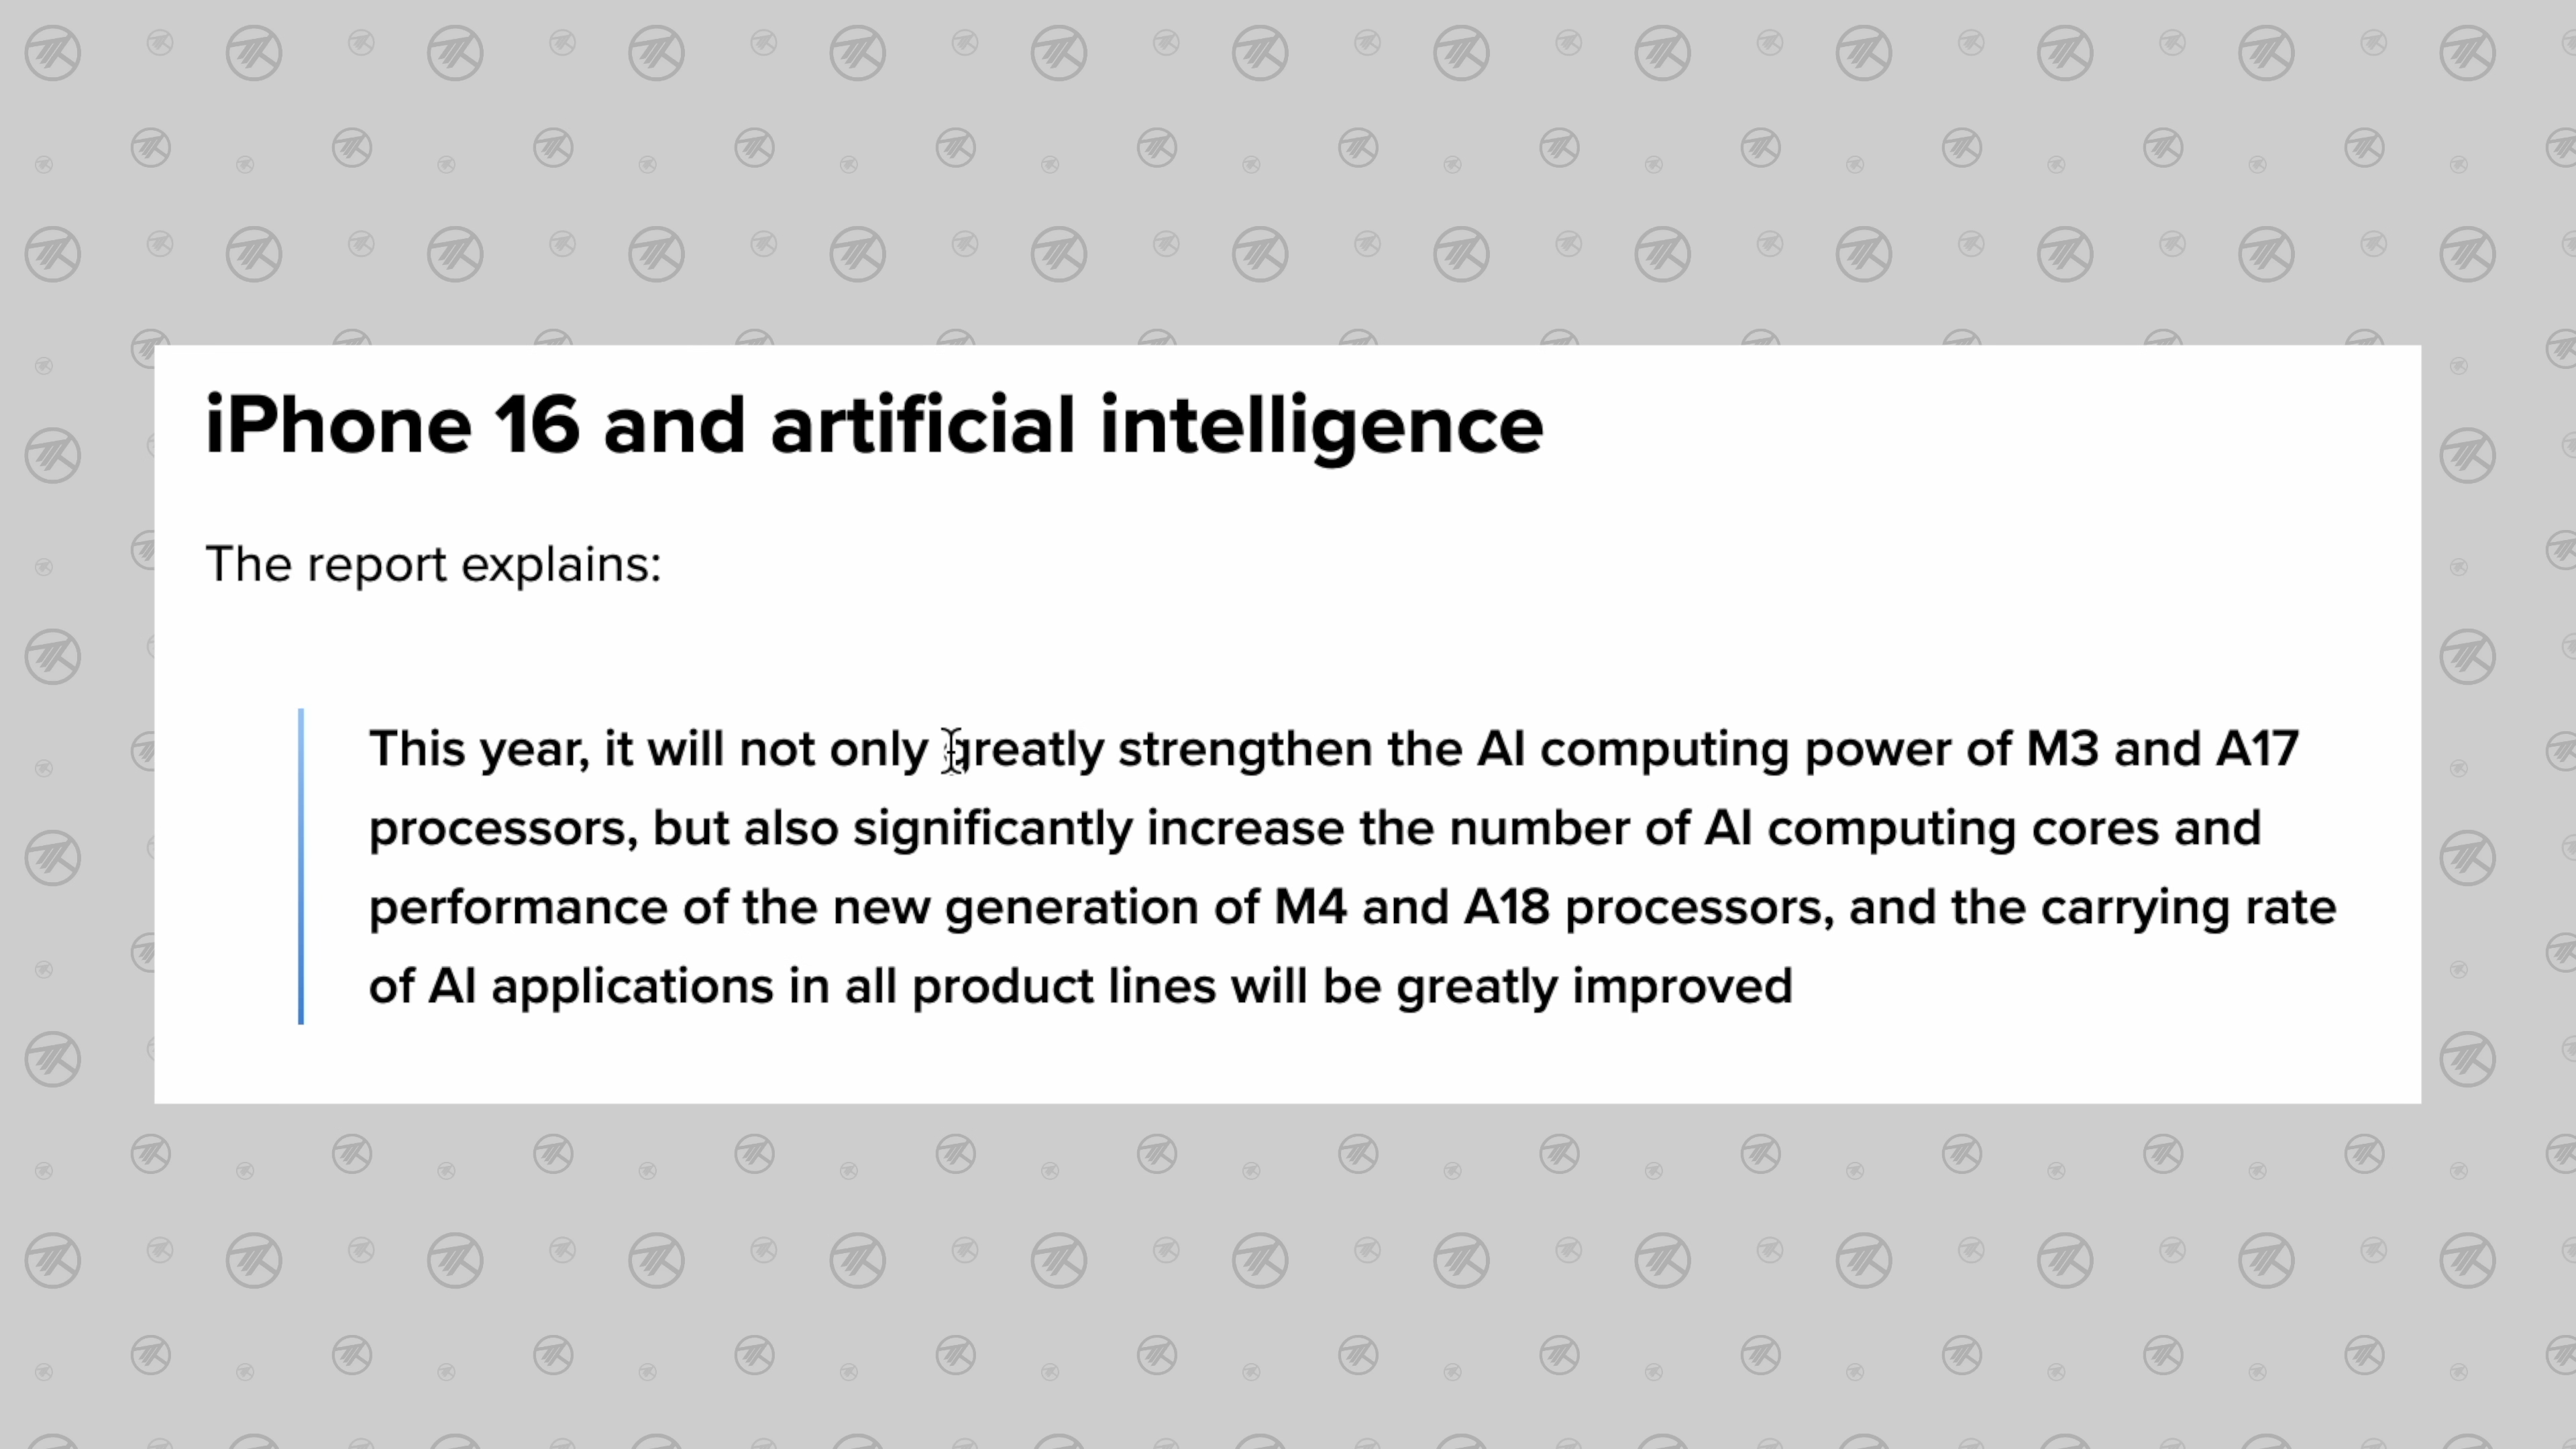 iPhone 16 and artificial intelligence
The report explains:
This year, it will not only greatly strengthen the AI computing power of M3 and A17
processors, but also significantly increase the number of AI computing cores and
performance of the new generation of M4 and A18 processors, and the carrying rate
of AI applications in all product lines will be greatly improved